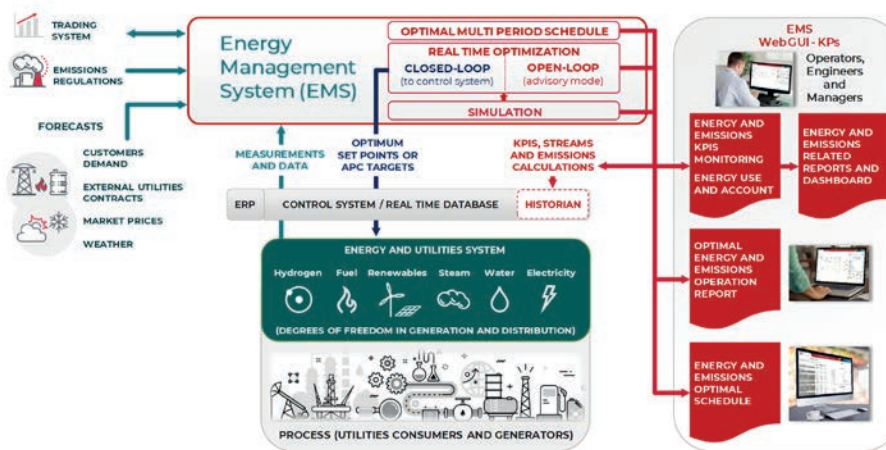 TRADING
SYSTEM
EMISSIONS
REGULATIONS
FORECASTS
CUSTOMERS
DEMAND
EXTERNAL UTILITIES
CONTRACTS
MARKET PRICES
WEATHER
Energy
Management
System (EMS)
OPTIMAL MULTI PERIOD SCHEDULE
REAL TIME OPTIMIZATION
CLOSED-LOOP
(to control system)
OPEN-LOOP
(advisory mode)
SIMULATION
MEASUREMENTS
AND DATA
OPTIMUM
SET POINTS OR
APC TARGETS
KPIS, STREAMS
AND EMISSIONS
CALCULATIONS
ERP
CONTROL SYSTEM / REAL TIME DATABASE
HISTORIAN
ENERGY AND UTILITIES SYSTEM
Hydrogen Fuel Renewables Steam Water Electricity
(DEGREES OF FREEDOM IN GENERATION AND DISTRIBUTION)
PROCESS (UTILITIES CONSUMERS AND GENERATORS)
EMS
WebGUI - KPs
Operators,
Engineers
and
Managers
ENERGY AND
EMISSIONS
KPIS
MONITORING
ENERGY USE
AND ACCOUNT
ENERGY AND
EMISSIONS
RELATED
REPORTS AND
DASHBOARD
OPTIMAL
ENERGY AND
EMISSIONS
OPERATION
REPORT
ENERGY AND
EMISSIONS
OPTIMAL
SCHEDULE